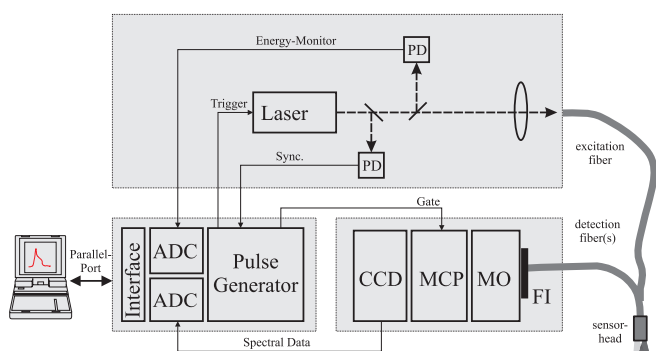 Energy-Monitor
PD
Trigger
Laser
excitation
fiber
Sync.
PD
Gate
detection
fiber(s)
Parallel-
Port
Interface
ADC
ADC
Pulse
Generator
CCD
MCP
MO
FI
sensor-
head
Spectral Data